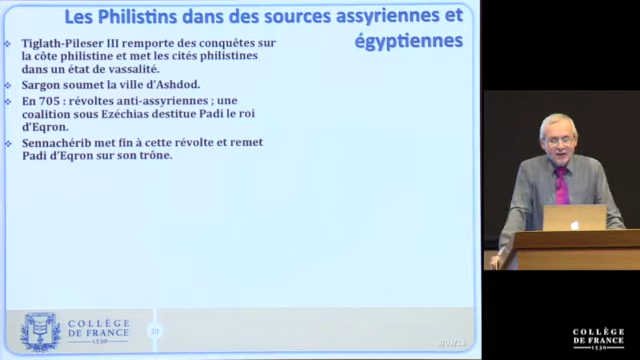 Les Philistins dans des sources assyriennes et
égyptiennes
Tiglath-Pileser III remporte des conquêtes sur
la côte philistine et met les cités philistines
dans un état de vassalité.
Sargon soumet la ville d'Ashdod.
En 705 : révoltes anti-assyriennes ; une
coalition sous Ezéchias destitue Padi le roi
d'Eqron.
Sennachérib met fin à cette révolte et remet
Padi d'Eqron sur son trône.
COLLÈGE
DE FRANCE
1530
COLLÈGE
DE FRANCE
1530